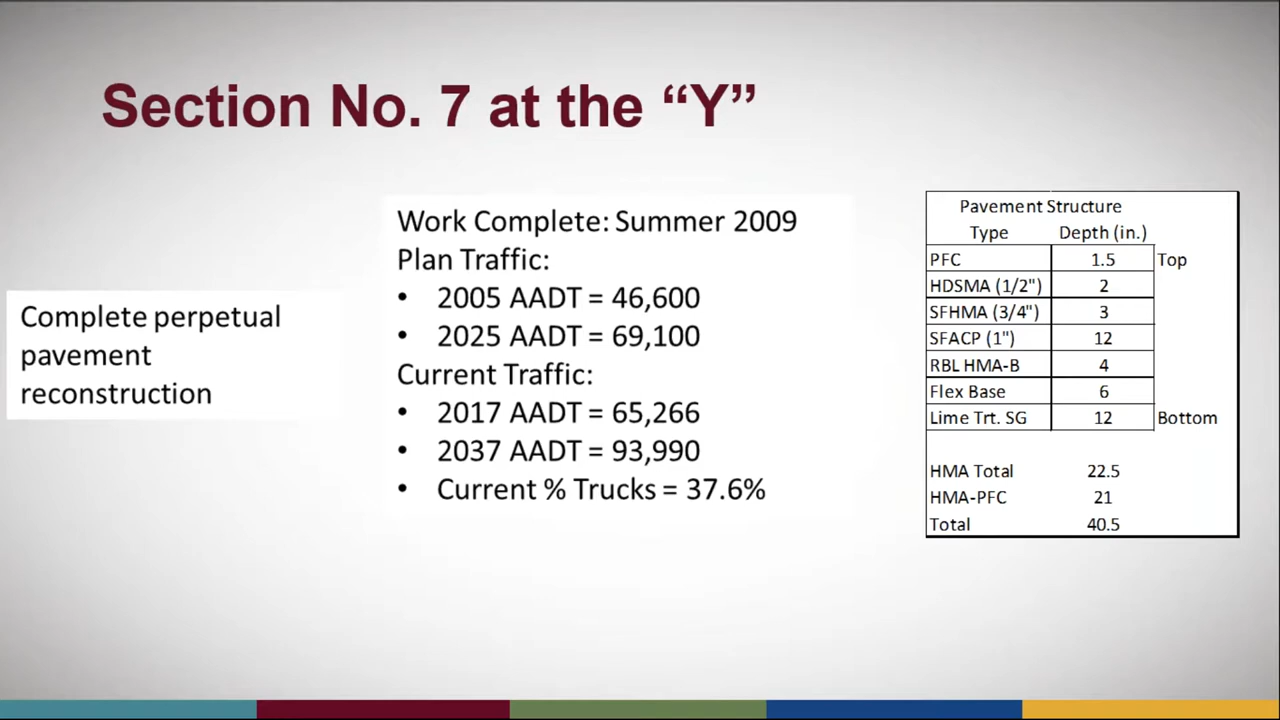 Section No. 7 at the “Y”
Complete perpetual
pavement
reconstruction
Work Complete: Summer 2009
Plan Traffic:
• 2005 AADT = 46,600
• 2025 AADT = 69,100
Current Traffic:
• 2017 AADT = 65,266
• 2037 AADT = 93,990
• Current % Trucks = 37.6%
Pavement Structure
Type Depth (in.)
PFC 1.5 Top
HDSMA (1/2") 2
SFHMA (3/4") 3
SFACP (1") 12
RBL HMA-B 4
Flex Base 6
Lime Trt. SG 12 Bottom
HMA Total 22.5
HMA-PFC 21
Total 40.5